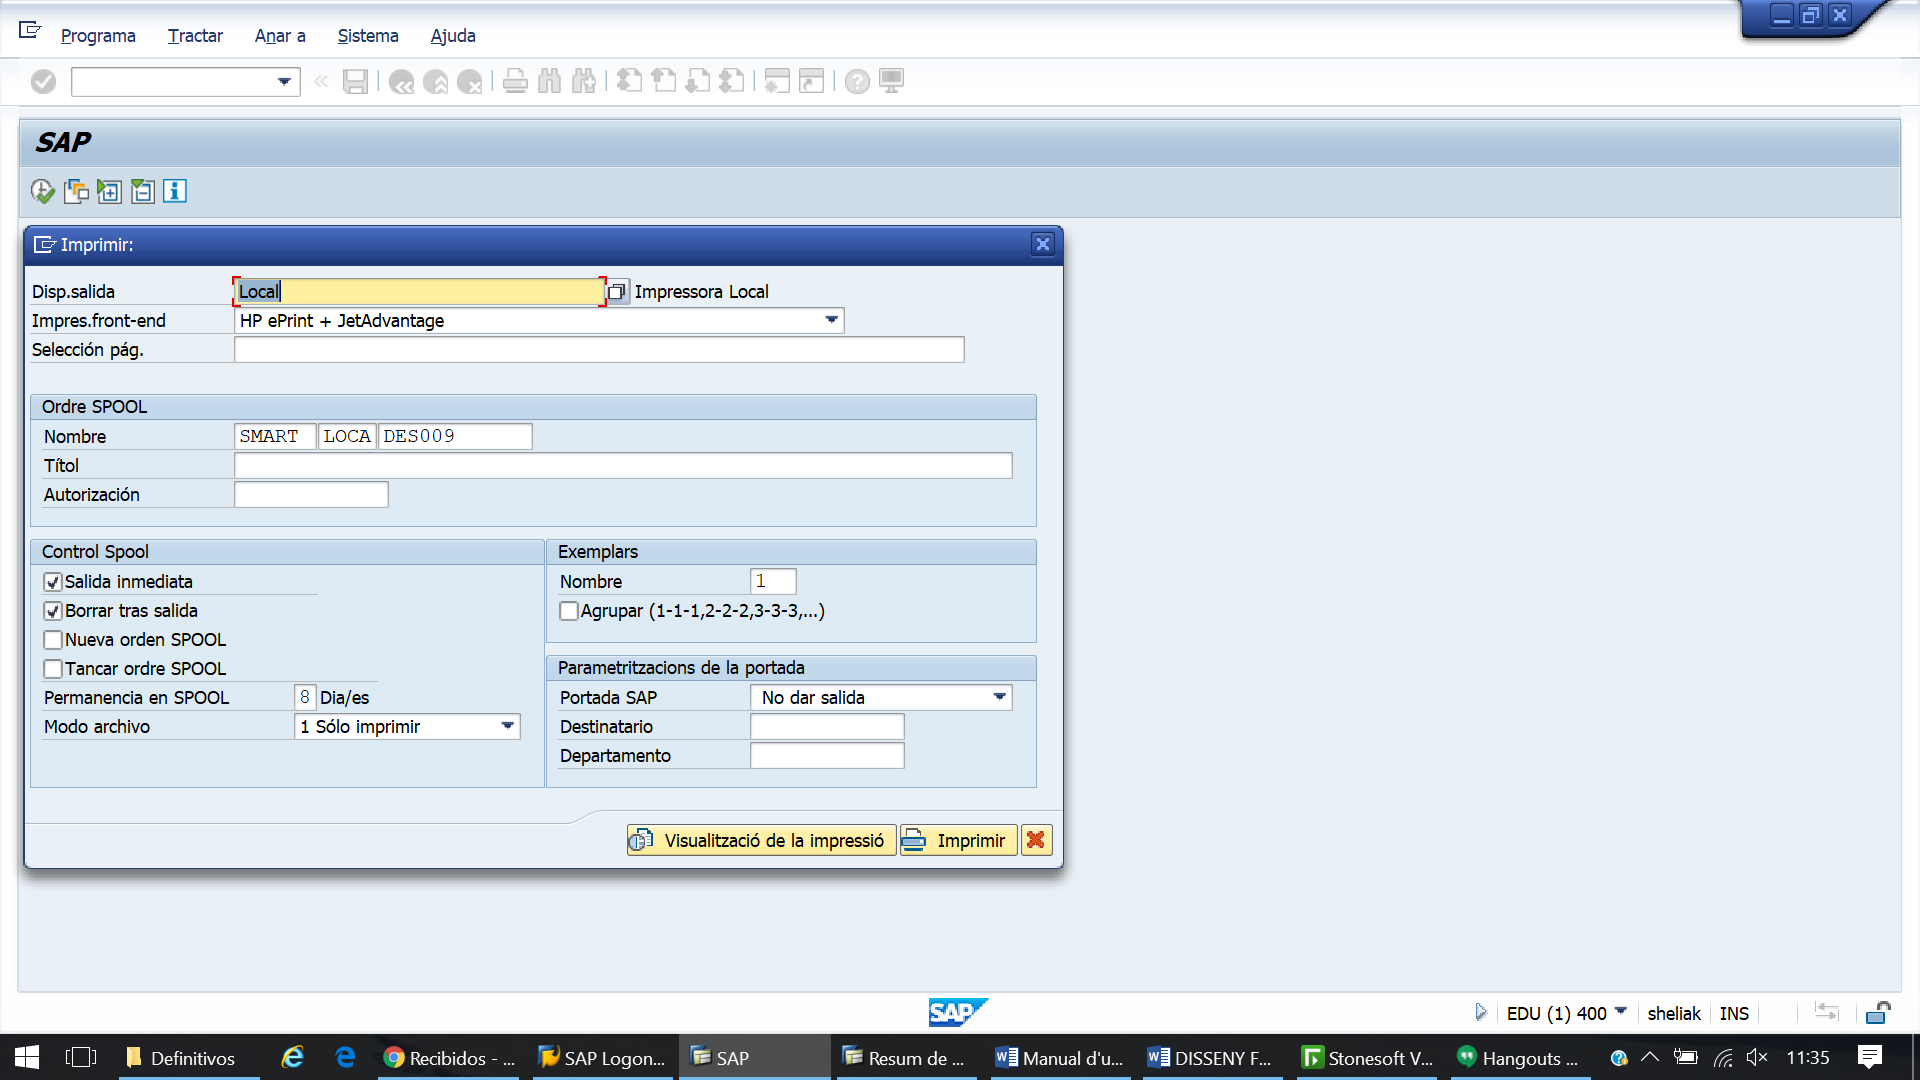 Programa Tractar Anar a Sistema Ajuda
SAP
Imprimir:
Disp.salida Local Impressora Local
Impres.front-end HP ePrint + JetAdvantage
Selección pág.
Ordre SPOOL
Nombre SMART LOCA DES009
Títol
Autorización
Control Spool
Salida inmediata
Borrar tras salida
Nueva orden SPOOL
Tancar ordre SPOOL
Permanencia en SPOOL 8 Dia/es
Modo archivo 1 Sólo imprimir
Exemplars
Nombre 1
Agrupar (1-1-1,2-2-2,3-3-3,...)
Parametritzacions de la portada
Portada SAP No dar salida
Destinatario
Departamento
Visualització de la impressió Imprimir
SAP EDU (1) 400 sheliak INS
Definitivos Recibidos - ... SAP Logon... SAP Resum de ... Manual d'u... DISSENY F... Stonesoft V... Hangouts ... 11:35